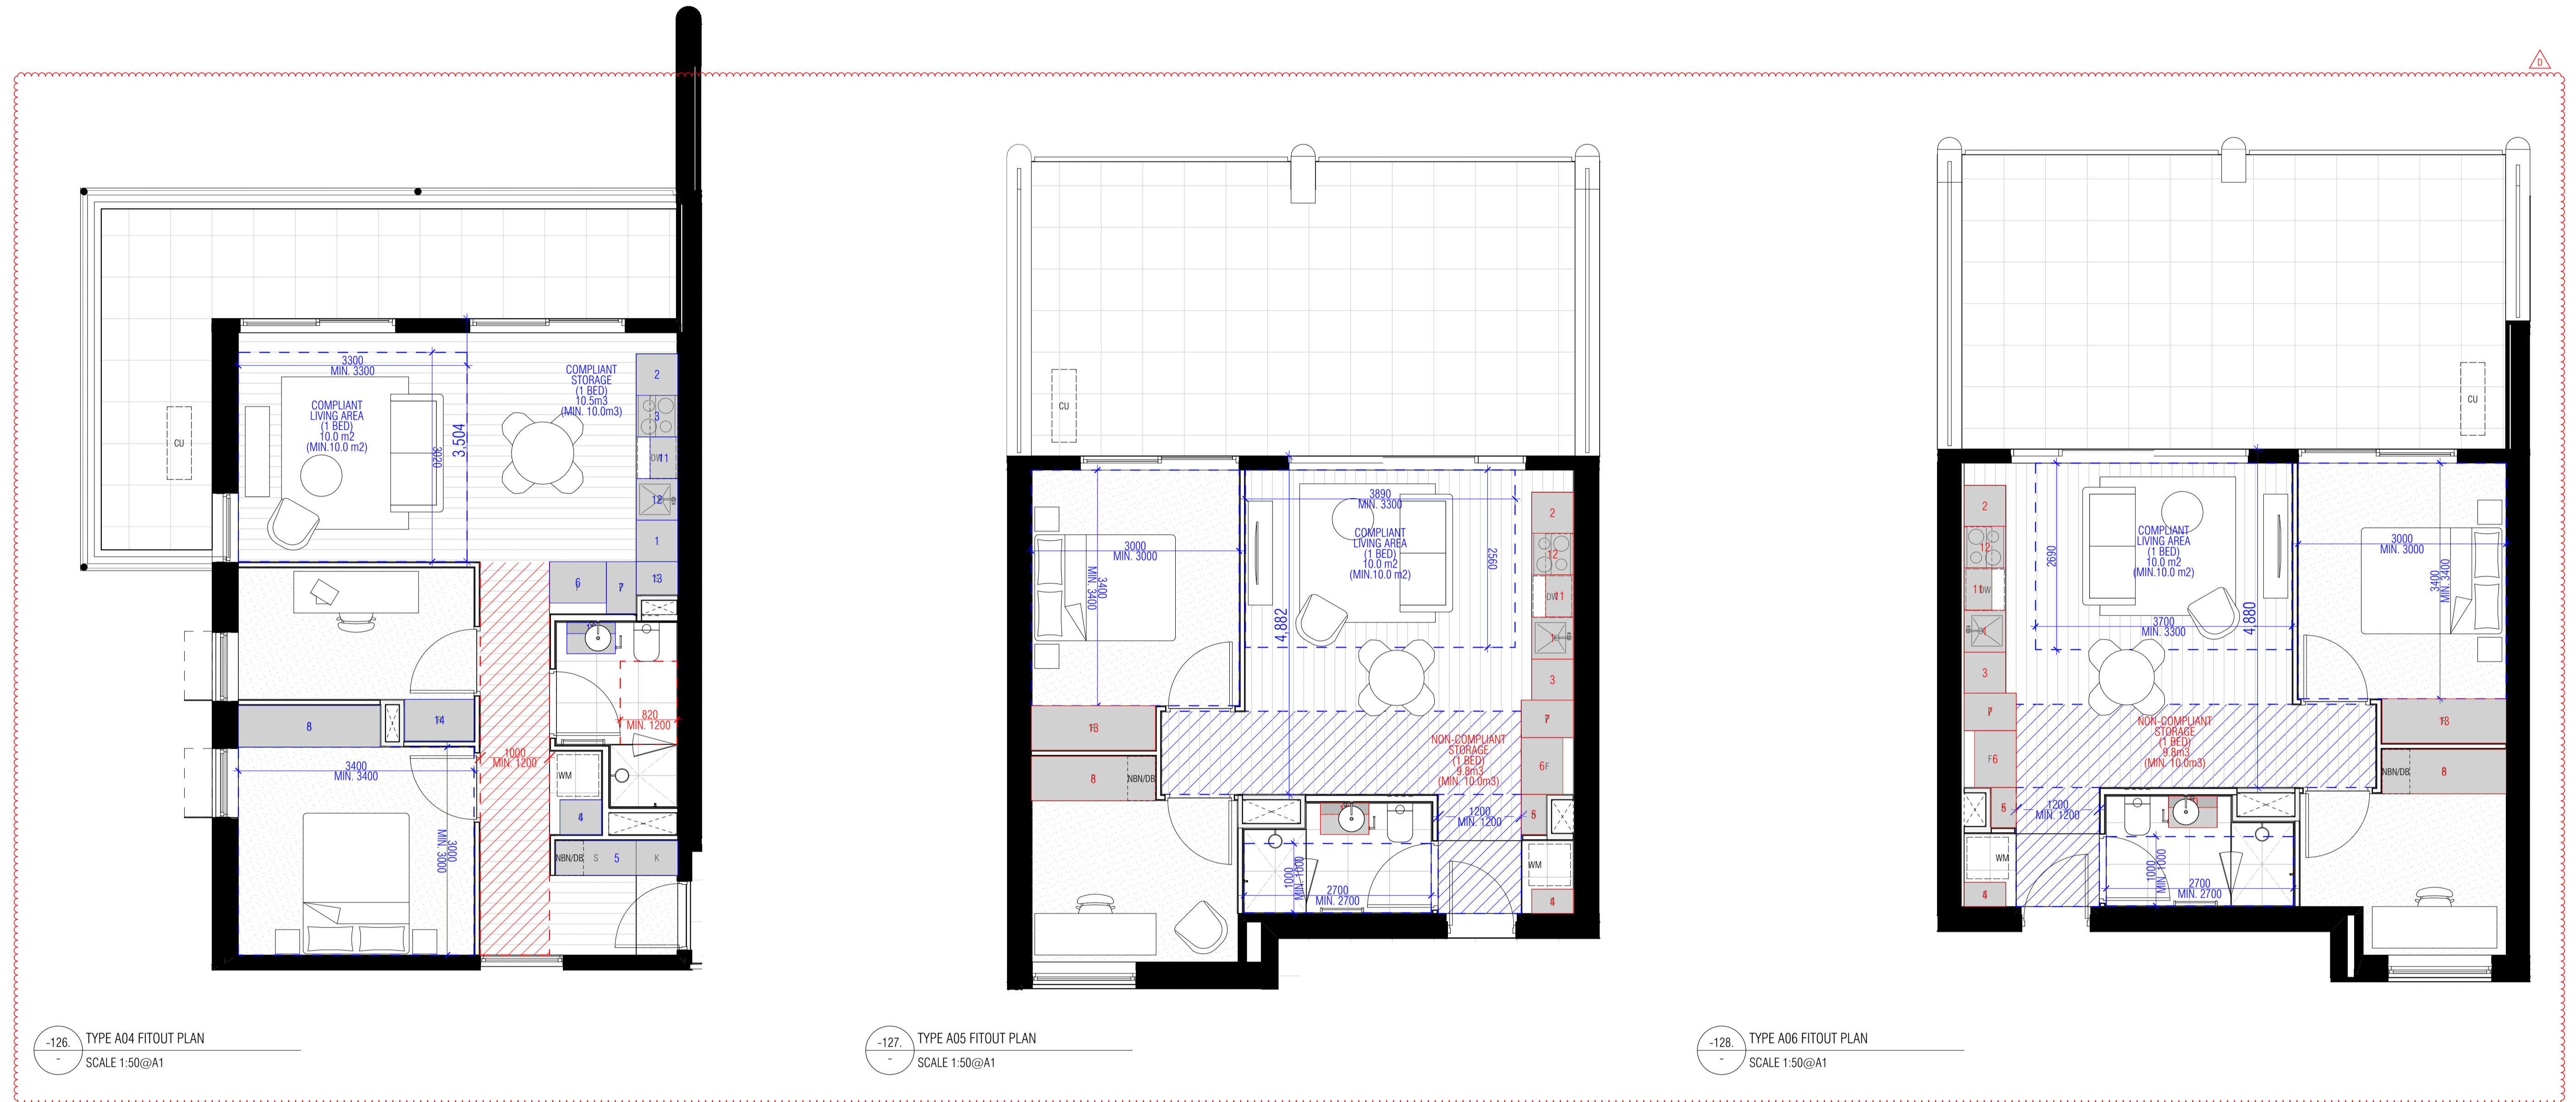 D
CU
3300
MIN. 3300
COMPLIANT
LIVING AREA
(1 BED)
10.0 m2
(MIN.10.0 m2)
3020
3,504
COMPLIANT
STORAGE
(1 BED)
10.5m3
(MIN. 10.0m3)
2
3
DW
11
12
1
13
6
7
8
14
820
MIN. 1200
1000
MIN. 1200
3400
MIN. 3400
3000
MIN. 3000
WM
4
NBN/DB
S
5
K
-126.
-
TYPE A04 FITOUT PLAN
SCALE 1:50@A1
CU
3000
MIN. 3000
3400
MIN. 3400
3890
MIN. 3300
COMPLIANT
LIVING AREA
(1 BED)
10.0 m2
(MIN.10.0 m2)
2560
4,882
2
12
DW
11
1
3
7
NON-COMPLIANT
STORAGE
(1 BED)
9.8m3
(MIN. 10.0m3)
6
F
13
8
NBN/DB
5
1200
MIN. 1200
1000
MIN. 1000
2700
MIN. 2700
WM
4
-127.
-
TYPE A05 FITOUT PLAN
SCALE 1:50@A1
CU
2
12
11
DW
1
3
7
F
6
5
2690
COMPLIANT
LIVING AREA
(1 BED)
10.0 m2
(MIN.10.0 m2)
3700
MIN. 3300
4,880
3000
MIN. 3000
3400
MIN. 3400
NON-COMPLIANT
STORAGE
(1 BED)
9.8m3
(MIN. 10.0m3)
13
NBN/DB
8
1200
MIN. 1200
1000
MIN. 1000
2700
MIN. 2700
WM
4
-128.
-
TYPE A06 FITOUT PLAN
SCALE 1:50@A1